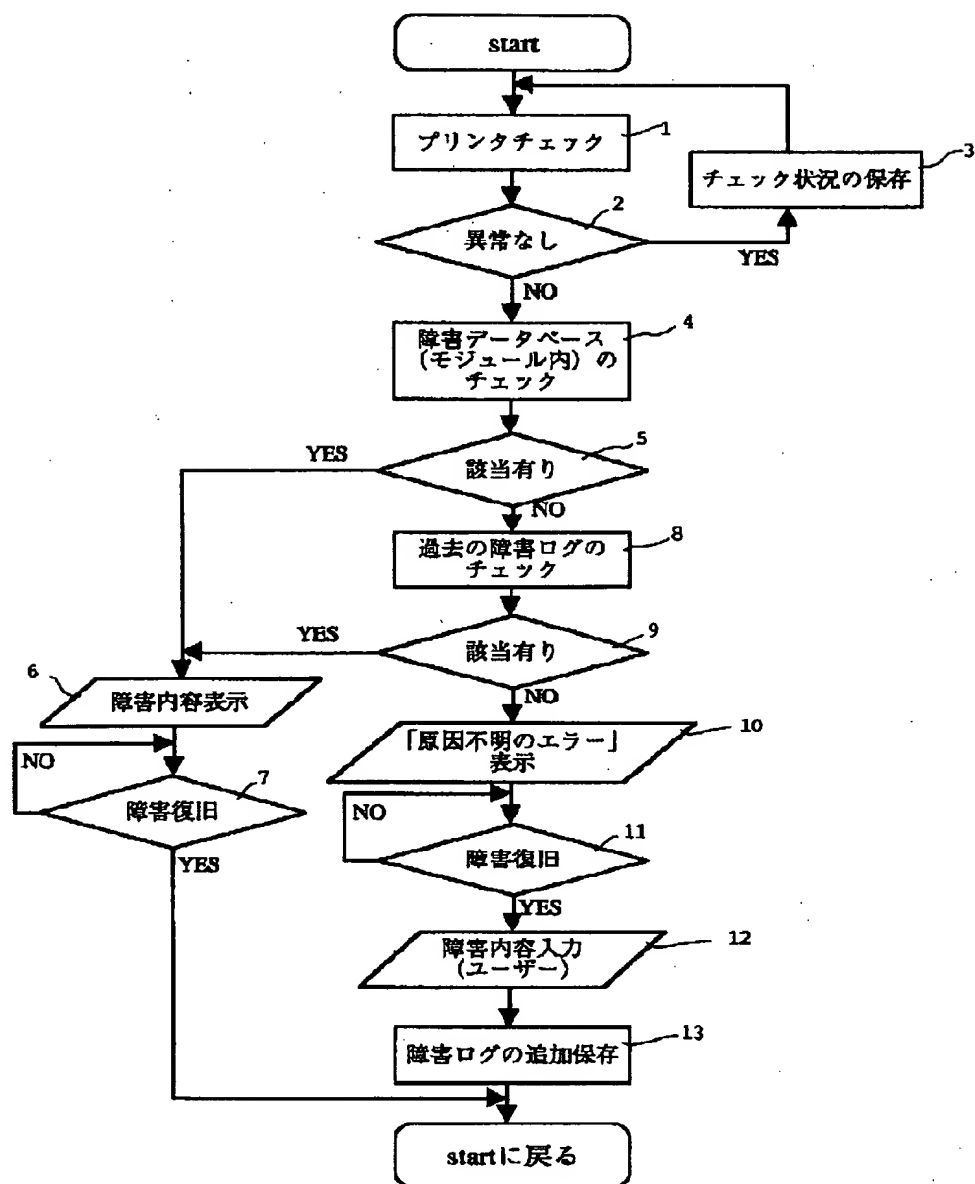 start
プリンタチェック
1
チェック状況の保存
3
異常なし
2
YES
NO
障害データベース
(モジュール内)の
チェック
4
該当有り
5
YES
NO
過去の障害ログの
チェック
8
該当有り
9
YES
NO
障害内容表示
6
「原因不明のエラー」
表示
10
障害復旧
7
NO
YES
障害復旧
11
NO
YES
障害内容入力
(ユーザー)
12
障害ログの追加保存
13
startに戻る